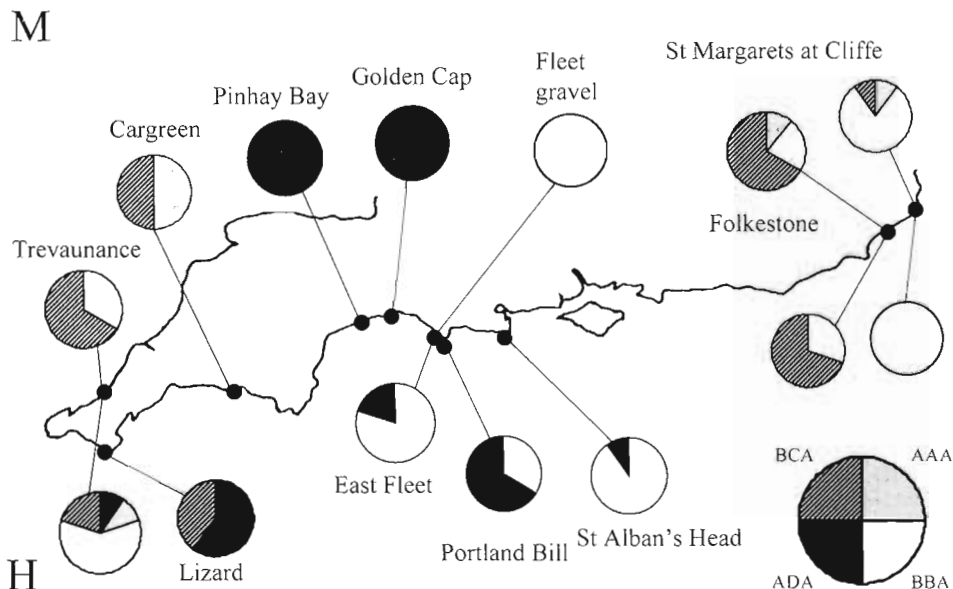 M
St Margarets at Cliffe
Golden Cap
Fleet
gravel
Pinhay Bay
Cargreen
Folkestone
Trevaunance
East Fleet
BCA
AAA
St Alban's Head
Portland Bill
Lizard
H
ADA
BBA